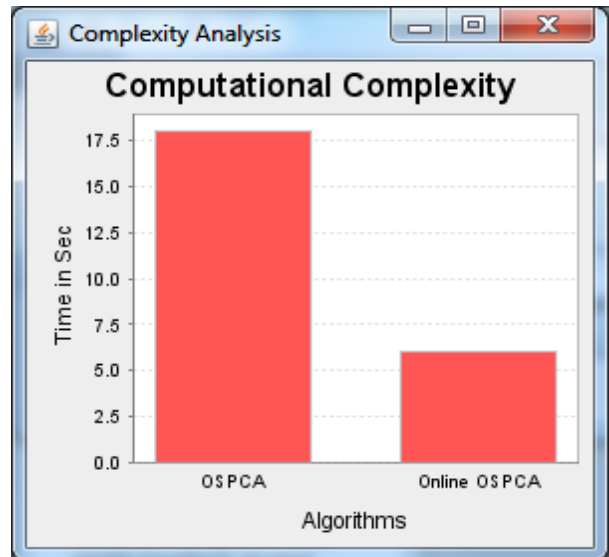 Complexity Analysis
Computational Complexity
17.5
15.0
12.5
10.0
7.5
5.0
2.5
0.0
Time in Sec
OSPCA
Online OSPCA
Algorithms